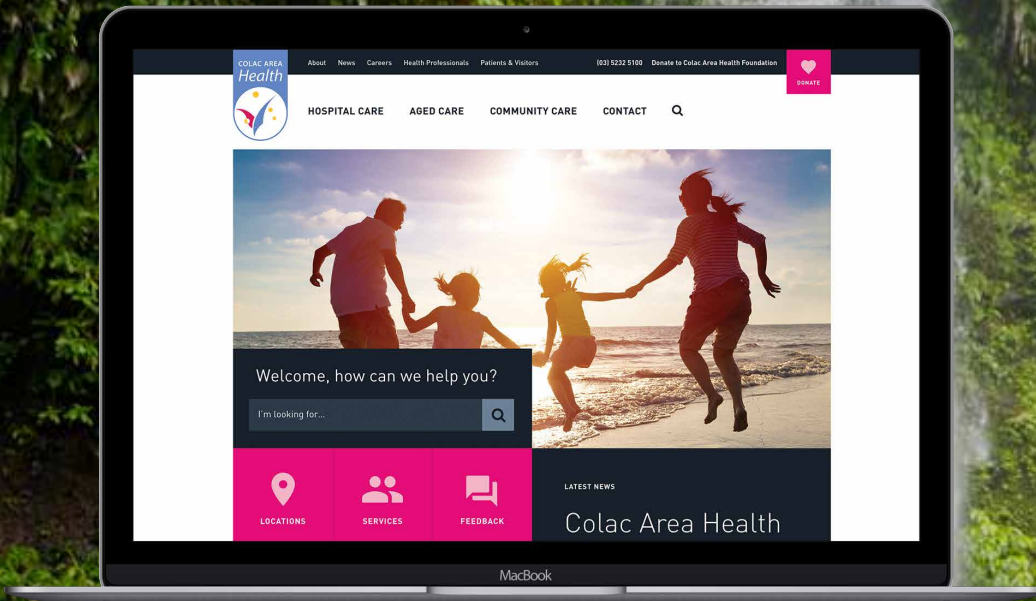 COLAC AREA
Health
About News Careers Health Professionals Patients & Visitors (03) 5232 5100 Donate to Colac Area Health Foundation
DONATE
HOSPITAL CARE AGED CARE COMMUNITY CARE CONTACT
Welcome, how can we help you?
I'm looking for...
LOCATIONS SERVICES FEEDBACK
LATEST NEWS
Colac Area Health
MacBook